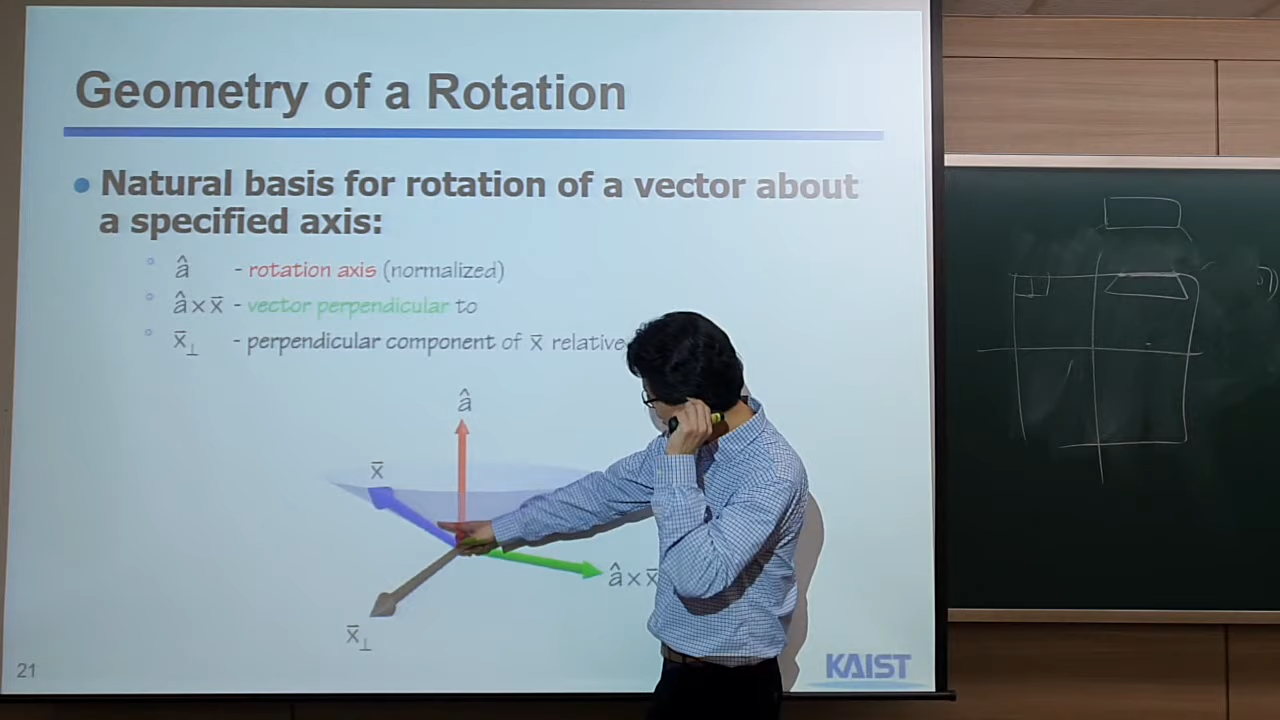 Geometry of a Rotation
Natural basis for rotation of a vector about
a specified axis:
â - rotation axis (normalized)
â × x̄ - vector perpendicular to
x̄⊥ - perpendicular component of x̄ relative
â
x̄
â × x̄
x̄⊥
21
KAIST